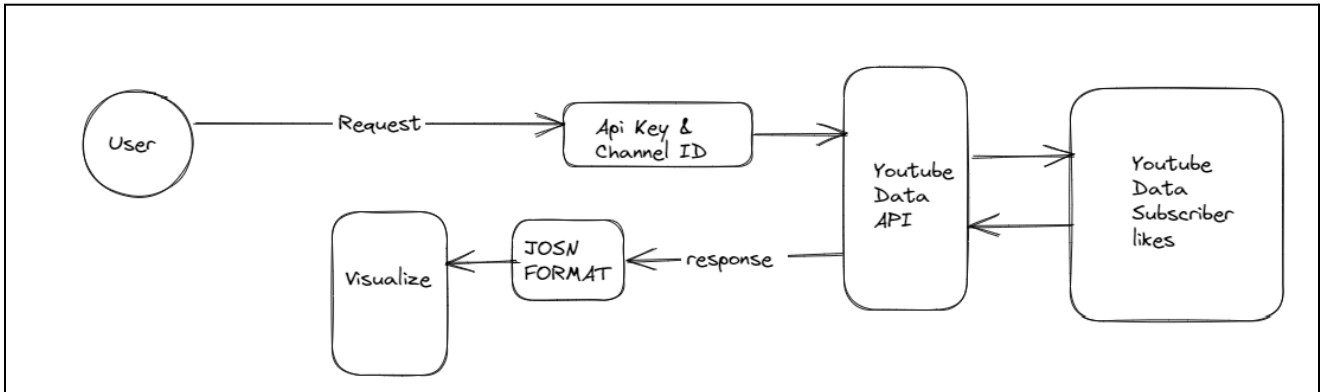 User
Request
Api Key &
Channel ID
Youtube
Data
API
Youtube
Data
Subscriber
likes
response
JOSN
FORMAT
Visualize